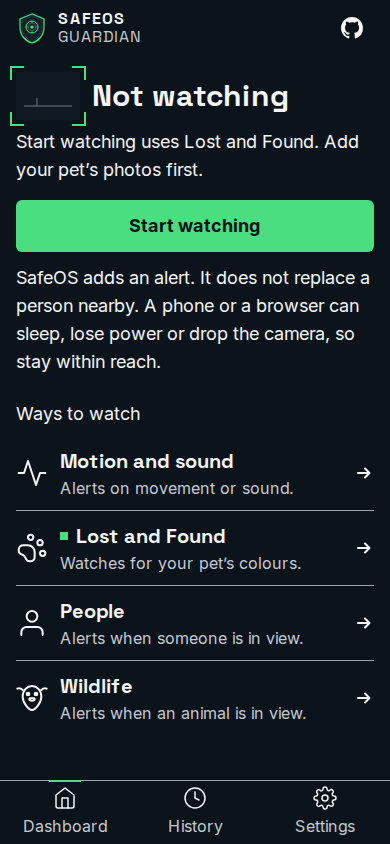 SAFEOS
GUARDIAN
Not watching
Start watching uses Lost and Found. Add
your pet’s photos first.
Start watching
SafeOS adds an alert. It does not replace a
person nearby. A phone or a browser can
sleep, lose power or drop the camera, so
stay within reach.
Ways to watch
Motion and sound
Alerts on movement or sound.
Lost and Found
Watches for your pet’s colours.
People
Alerts when someone is in view.
Wildlife
Alerts when an animal is in view.
Dashboard
History
Settings